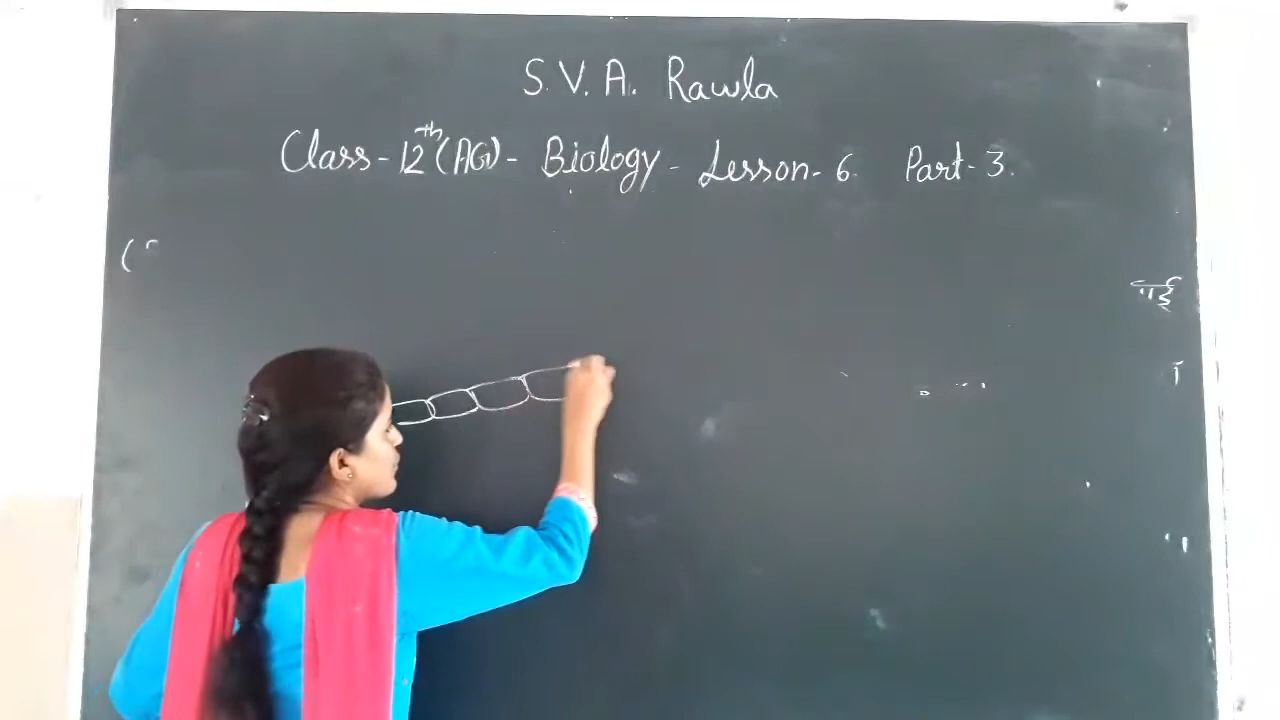 S.V.A. Rawla
Class-12th (AG)- Biology - Lesson-6. Part-3.